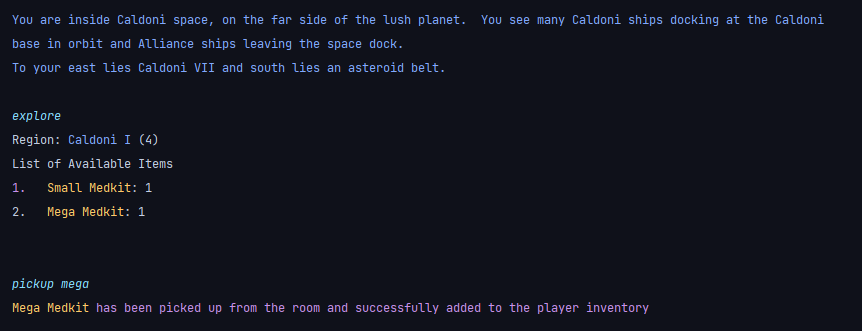 You are inside Caldoni space, on the far side of the lush planet.  You see many Caldoni ships docking at the Caldoni
base in orbit and Alliance ships leaving the space dock.
To your east lies Caldoni VII and south lies an asteroid belt.
explore
Region: Caldoni I (4)
List of Available Items
1.   Small Medkit: 1
2.   Mega Medkit: 1
pickup mega
Mega Medkit has been picked up from the room and successfully added to the player inventory